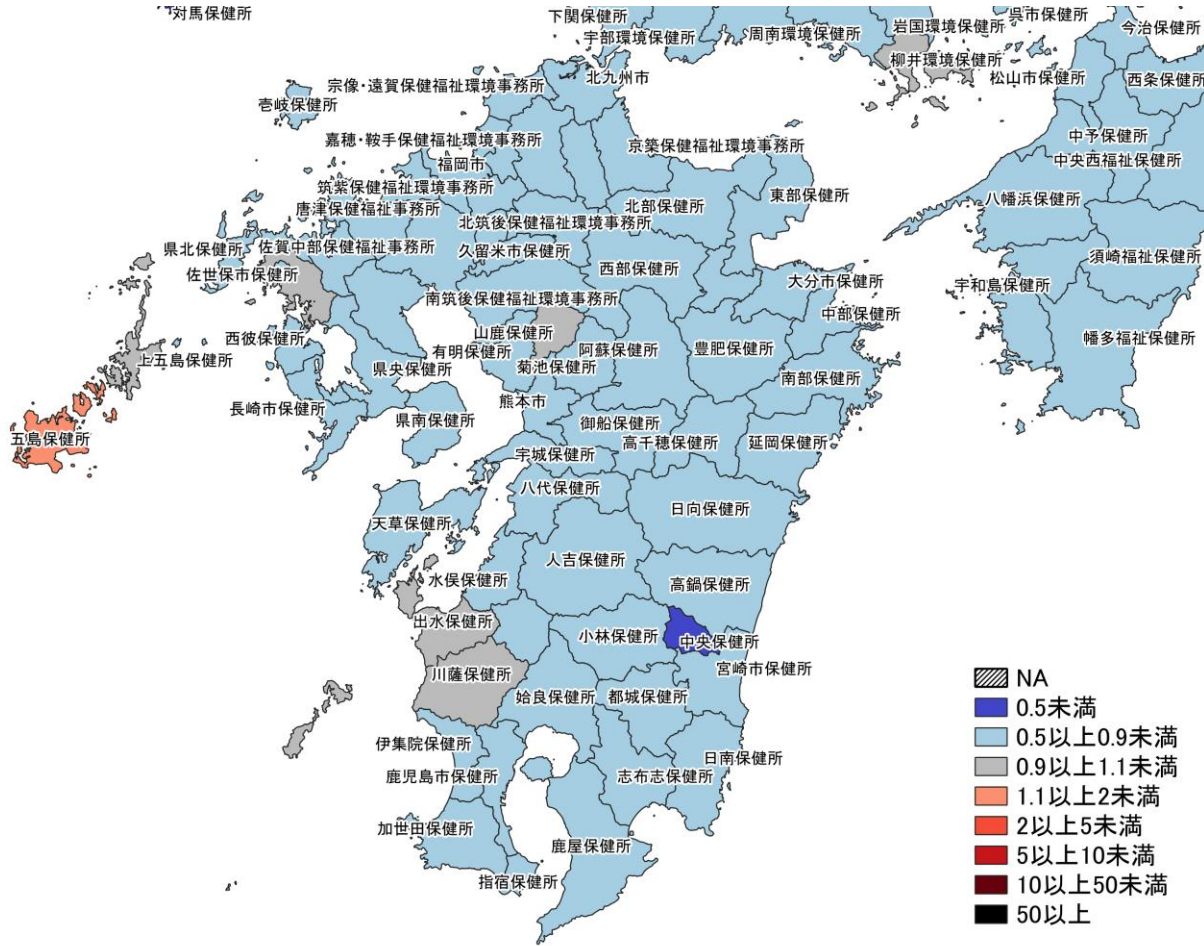 対馬保健所
下関保健所
宇部環境保健所
周南環境保健所
岩国環境保健所
呉市保健所
今治保健所
柳井環境保健所
松山市保健所
西条保健所
北九州市
宗像・遠賀保健福祉環境事務所
壱岐保健所
嘉穂・鞍手保健福祉環境事務所
京築保健福祉環境事務所
中予保健所
福岡市
中央西福祉保健所
筑紫保健福祉環境事務所
東部保健所
八幡浜保健所
唐津保健福祉事務所
北部保健所
北筑後保健福祉環境事務所
県北保健所
佐賀中部保健福祉事務所
久留米市保健所
須崎福祉保健所
佐世保市保健所
西部保健所
大分市保健所
宇和島保健所
南筑後保健福祉環境事務所
中部保健所
西彼保健所
山鹿保健所
幡多福祉保健所
上五島保健所
有明保健所
阿蘇保健所
豊肥保健所
県央保健所
菊池保健所
南部保健所
長崎市保健所
熊本市
県南保健所
御船保健所
五島保健所
高千穂保健所
延岡保健所
宇城保健所
八代保健所
日向保健所
天草保健所
人吉保健所
水俣保健所
高鍋保健所
出水保健所
小林保健所
中央保健所
宮崎市保健所
川薩保健所
姶良保健所
都城保健所
伊集院保健所
日南保健所
鹿児島市保健所
志布志保健所
加世田保健所
鹿屋保健所
指宿保健所
NA
0.5未満
0.5以上0.9未満
0.9以上1.1未満
1.1以上2未満
2以上5未満
5以上10未満
10以上50未満
50以上